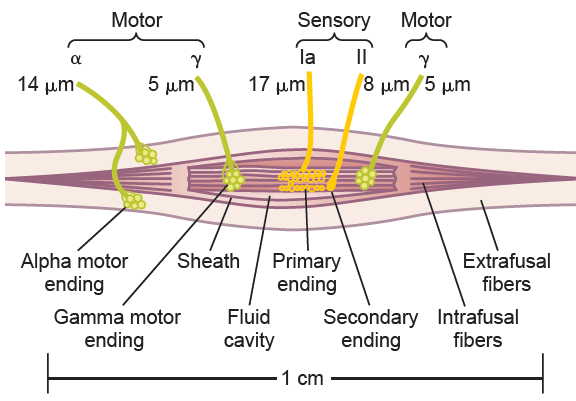 Motor Sensory Motor
α γ Ia II γ
14 μm 5 μm 17 μm 8 μm 5 μm
Alpha motor ending
Sheath
Primary ending
Extrafusal fibers
Gamma motor ending
Fluid cavity
Secondary ending
Intrafusal fibers
1 cm